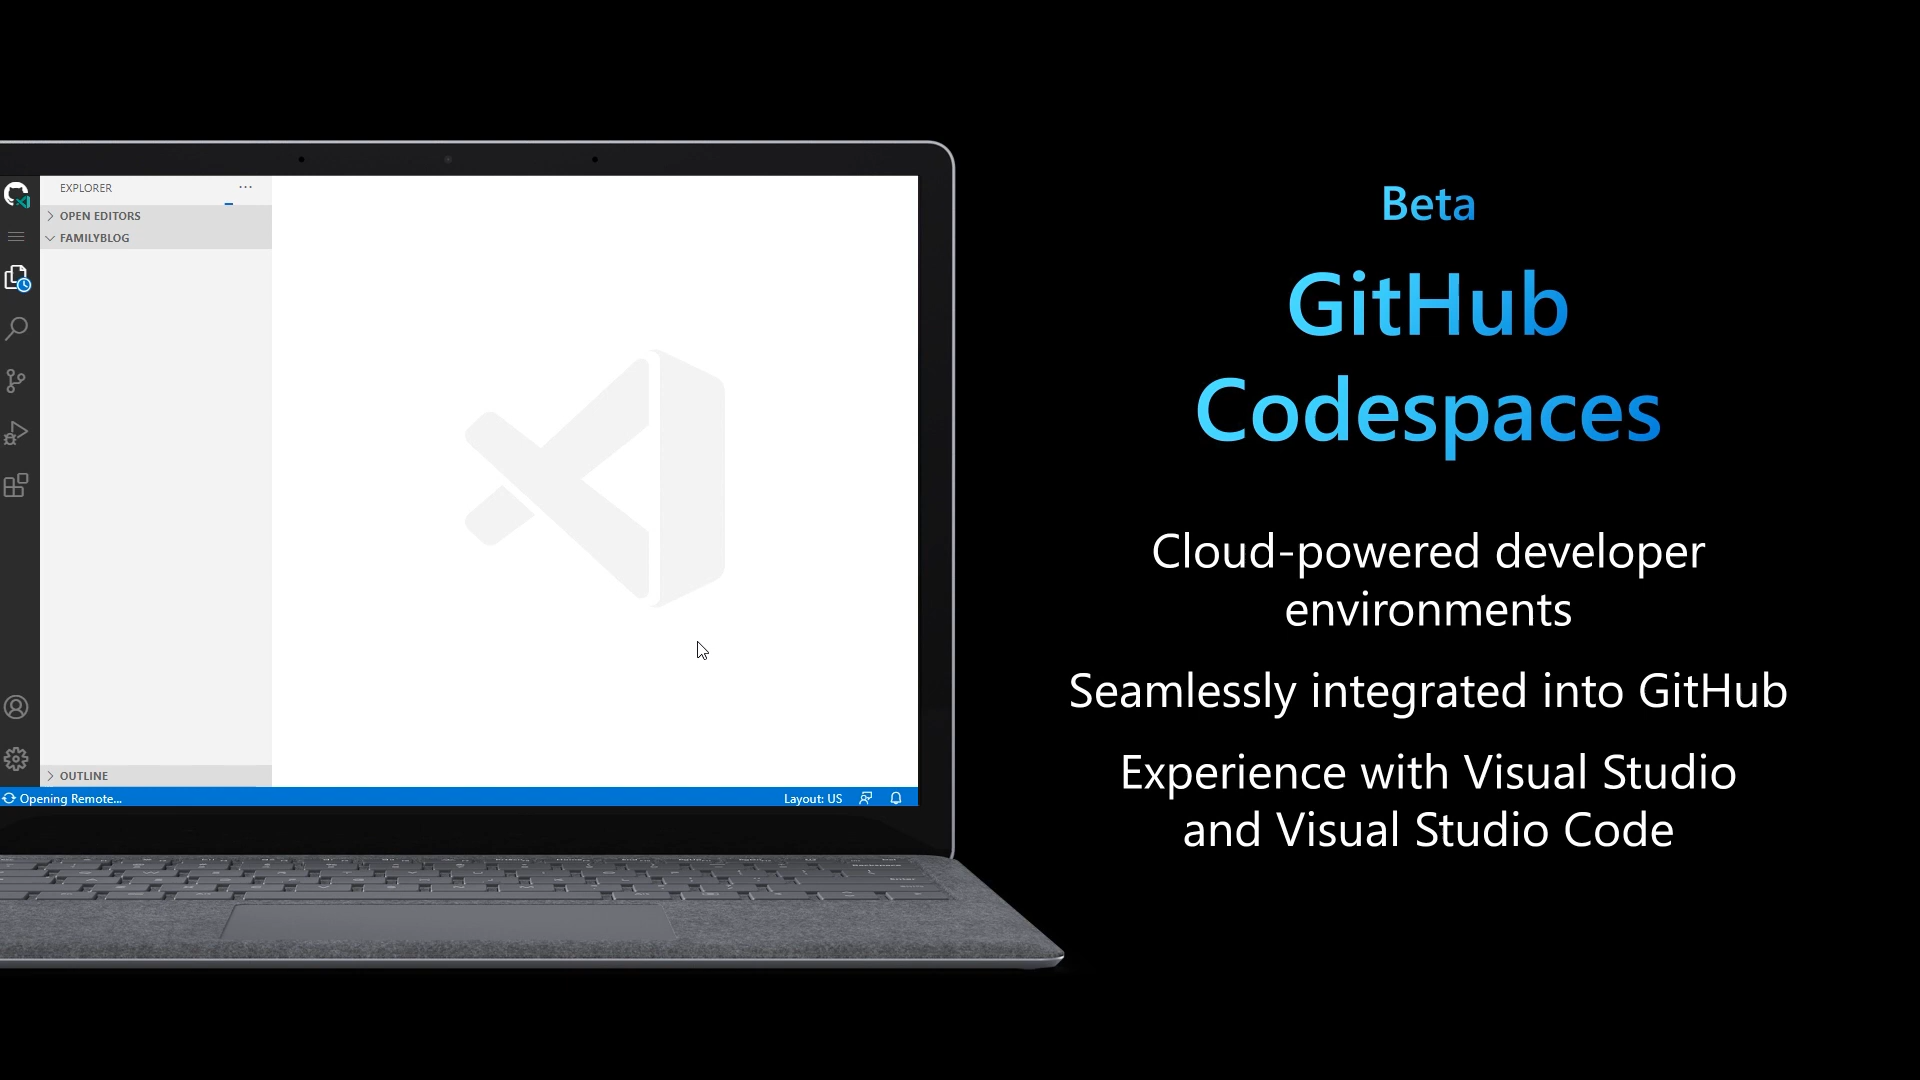 EXPLORER
OPEN EDITORS
FAMILYBLOG
OUTLINE
Opening Remote...
Layout: US
Beta
GitHub
Codespaces
Cloud-powered developer
environments
Seamlessly integrated into GitHub
Experience with Visual Studio
and Visual Studio Code